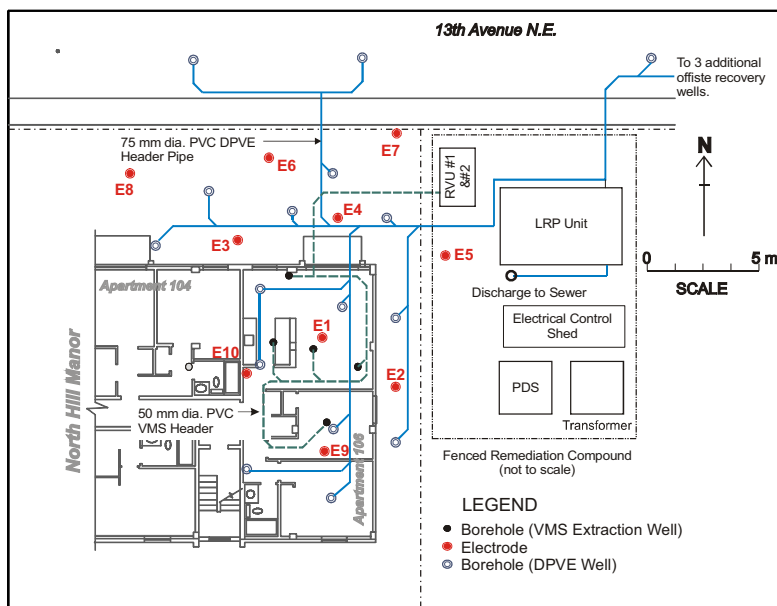 13th Avenue N.E.
To 3 additional
offiste recovery
wells.
75 mm dia. PVC DPVE
Header Pipe
E7
E6
E8
RVU #1
&#2
N
E4
E3
E5
LRP Unit
0 5 m
SCALE
Discharge to Sewer
Apartment 104
E1
Electrical Control
Shed
E10
E2
PDS
Transformer
50 mm dia. PVC
VMS Header
North Hill Manor
E9
Apartment 106
Fenced Remediation Compound
(not to scale)
LEGEND
Borehole (VMS Extraction Well)
Electrode
Borehole (DPVE Well)